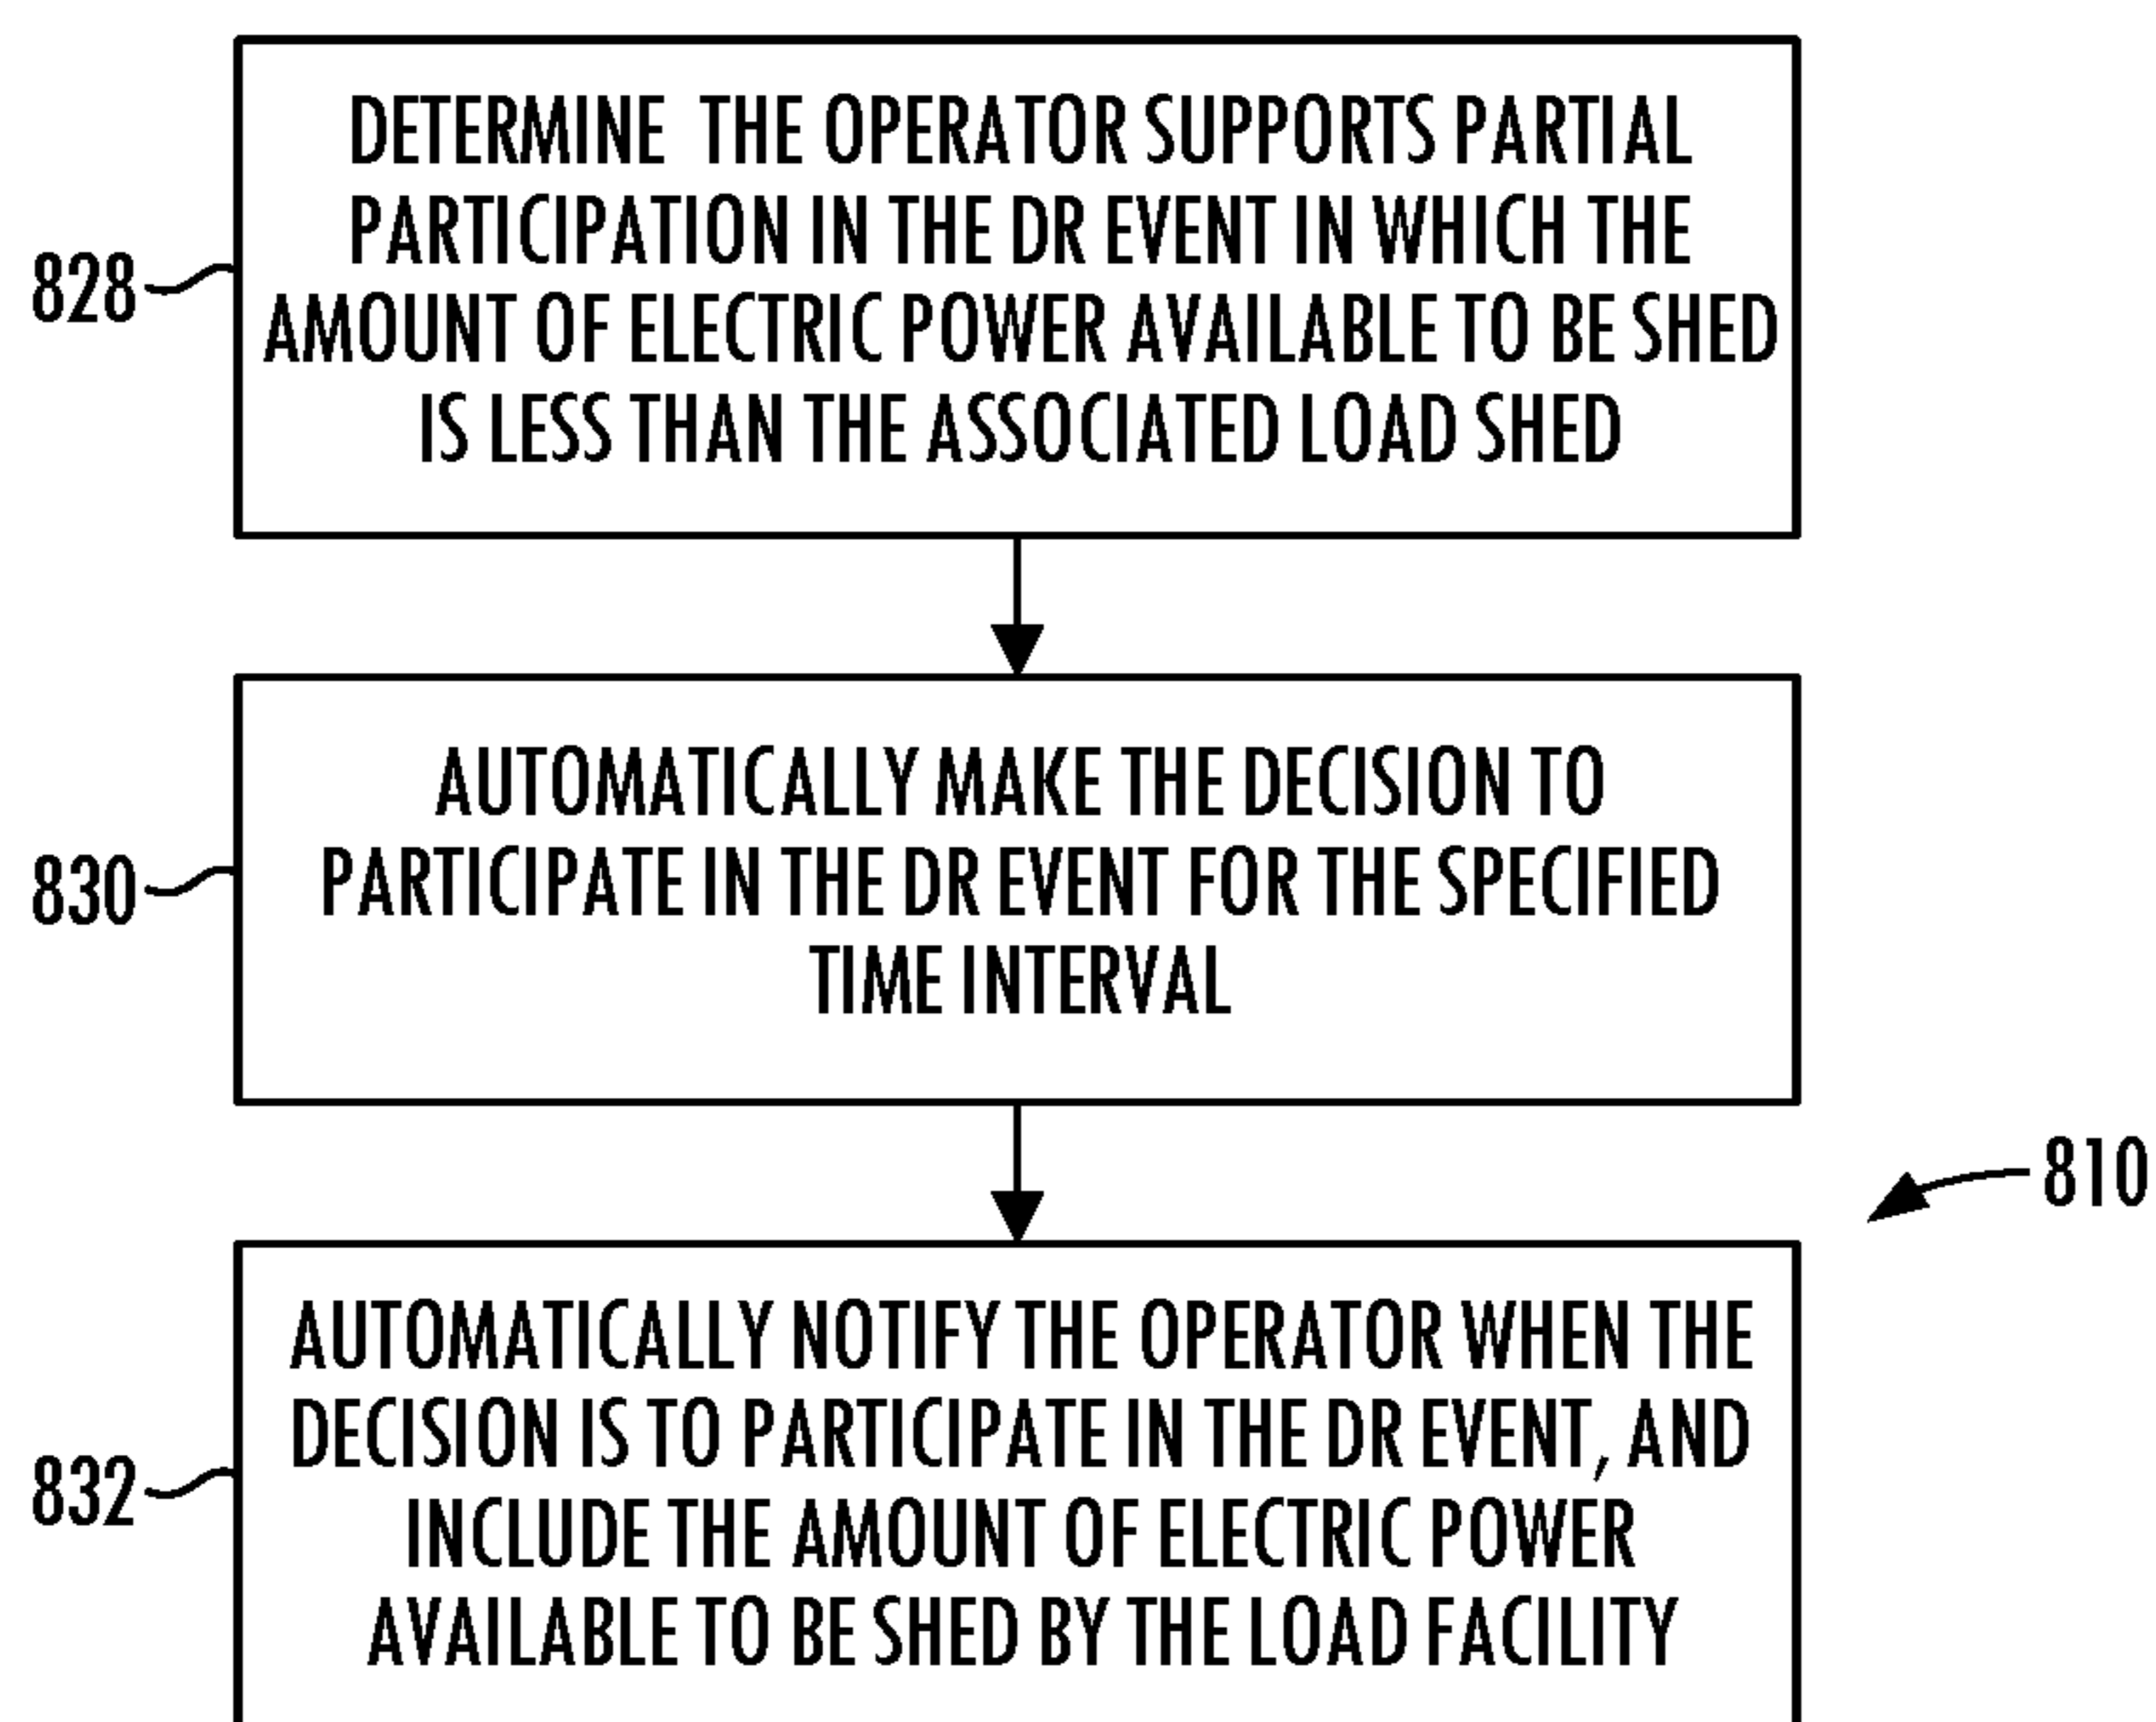 DETERMINE THE OPERATOR SUPPORTS PARTIAL
PARTICIPATION IN THE DR EVENT IN WHICH THE
AMOUNT OF ELECTRIC POWER AVAILABLE TO BE SHED
IS LESS THAN THE ASSOCIATED LOAD SHED
828
AUTOMATICALLY MAKE THE DECISION TO
PARTICIPATE IN THE DR EVENT FOR THE SPECIFIED
TIME INTERVAL
830
810
AUTOMATICALLY NOTIFY THE OPERATOR WHEN THE
DECISION IS TO PARTICIPATE IN THE DR EVENT, AND
INCLUDE THE AMOUNT OF ELECTRIC POWER
AVAILABLE TO BE SHED BY THE LOAD FACILITY
832